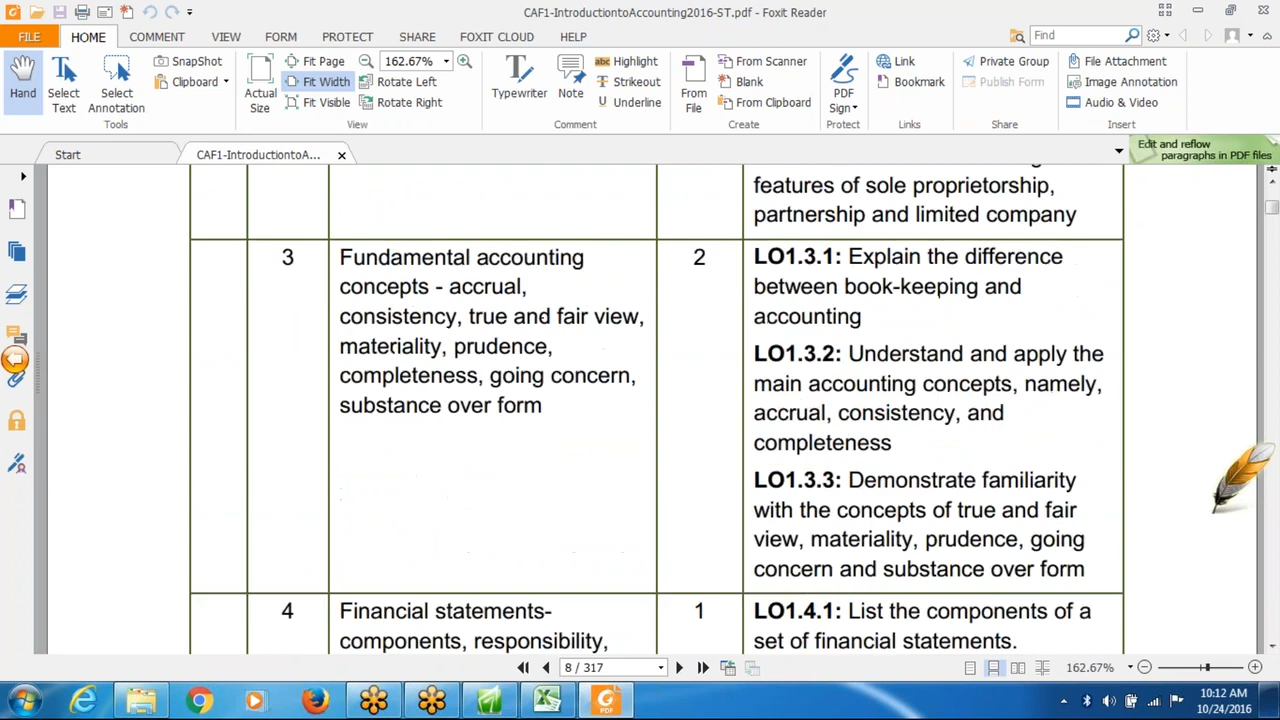 CAF1-IntroductiontoAccounting2016-ST.pdf - Foxit Reader
FILE HOME COMMENT VIEW FORM PROTECT SHARE FOXIT CLOUD HELP
Find
Hand
Select Text
Select Annotation
SnapShot
Clipboard
Tools
Actual Size
Fit Page
Fit Width
Fit Visible
162.67%
Rotate Left
Rotate Right
View
Typewriter
Note
Highlight
Strikeout
Underline
Comment
From File
From Scanner
Blank
From Clipboard
Create
PDF Sign
Protect
Link
Bookmark
Links
Private Group
Publish Form
Share
File Attachment
Image Annotation
Audio & Video
Insert
Start
CAF1-IntroductiontoA...
Edit and reflow
paragraphs in PDF files
features of sole proprietorship,
partnership and limited company
3
Fundamental accounting
concepts - accrual,
consistency, true and fair view,
materiality, prudence,
completeness, going concern,
substance over form
2
LO1.3.1: Explain the difference
between book-keeping and
accounting
LO1.3.2: Understand and apply the
main accounting concepts, namely,
accrual, consistency, and
completeness
LO1.3.3: Demonstrate familiarity
with the concepts of true and fair
view, materiality, prudence, going
concern and substance over form
4
Financial statements-
components, responsibility,
1
LO1.4.1: List the components of a
set of financial statements.
8 / 317
162.67%
PDF
10:12 AM
10/24/2016